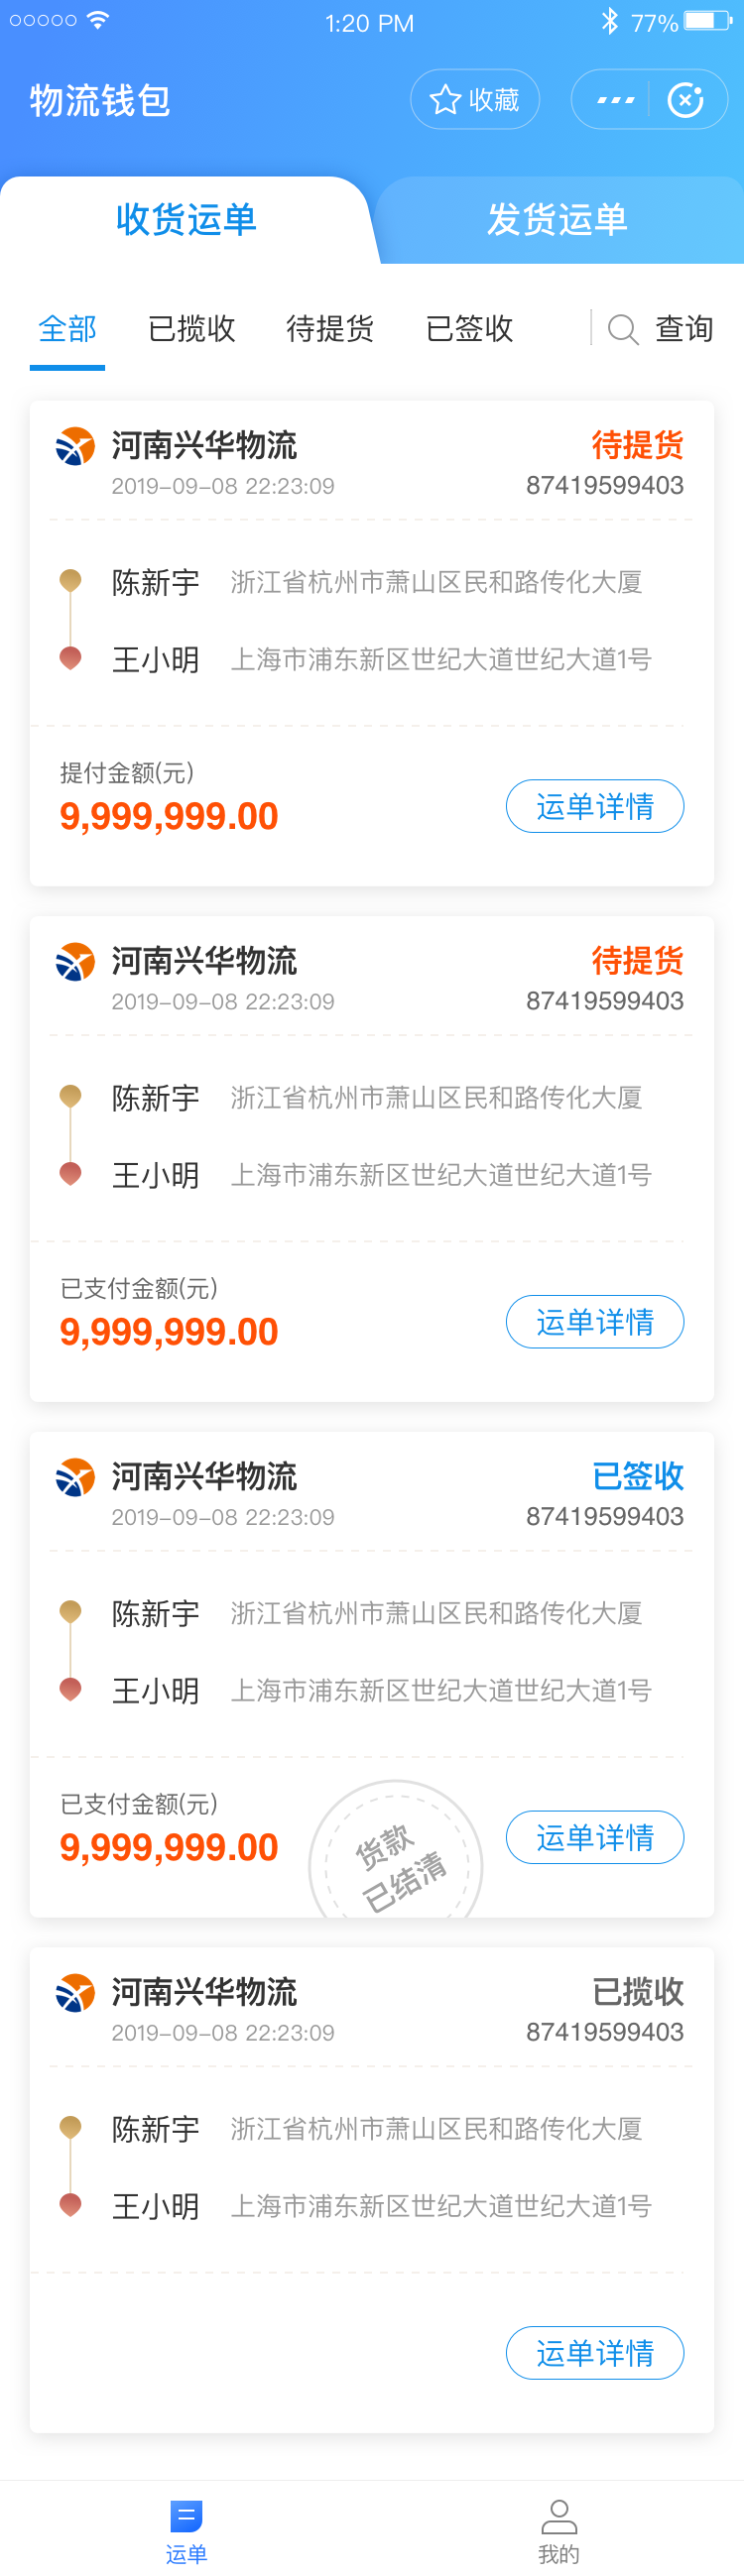 1:20 PM 77%
物流钱包 收藏
收货运单 发货运单
全部 已揽收 待提货 已签收 查询
河南兴华物流 待提货
2019-09-08 22:23:09 87419599403
陈新宇 浙江省杭州市萧山区民和路传化大厦
王小明 上海市浦东新区世纪大道世纪大道1号
提付金额(元)
9,999,999.00 运单详情
河南兴华物流 待提货
2019-09-08 22:23:09 87419599403
陈新宇 浙江省杭州市萧山区民和路传化大厦
王小明 上海市浦东新区世纪大道世纪大道1号
已支付金额(元)
9,999,999.00 运单详情
河南兴华物流 已签收
2019-09-08 22:23:09 87419599403
陈新宇 浙江省杭州市萧山区民和路传化大厦
王小明 上海市浦东新区世纪大道世纪大道1号
已支付金额(元)
9,999,999.00 运单详情
货款
已结清
河南兴华物流 已揽收
2019-09-08 22:23:09 87419599403
陈新宇 浙江省杭州市萧山区民和路传化大厦
王小明 上海市浦东新区世纪大道世纪大道1号
运单详情
运单 我的